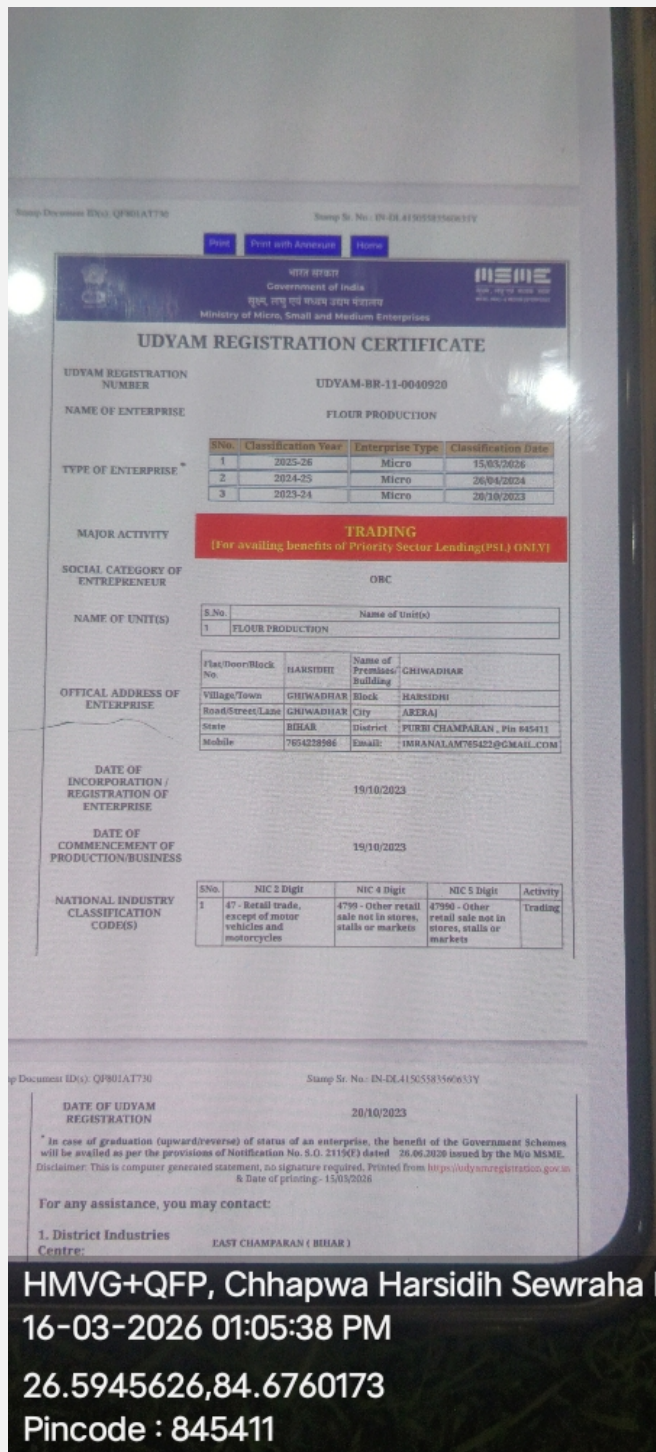 Stamp Document ID(s): QF801AT730 Stamp Sr. No.: IN-DL41505583560633Y
Print Print with Annexure Home
भारत सरकार
Government of India
सूक्ष्म, लघु एवं मध्यम उद्यम मंत्रालय
Ministry of Micro, Small and Medium Enterprises
MSME
UDYAM REGISTRATION CERTIFICATE
UDYAM REGISTRATION NUMBER UDYAM-BR-11-0040920
NAME OF ENTERPRISE FLOUR PRODUCTION
TYPE OF ENTERPRISE *
SNo. Classification Year Enterprise Type Classification Date
1 2025-26 Micro 15/03/2026
2 2024-25 Micro 26/04/2024
3 2023-24 Micro 20/10/2023
MAJOR ACTIVITY
TRADING
[For availing benefits of Priority Sector Lending(PSL) ONLY]
SOCIAL CATEGORY OF ENTREPRENEUR OBC
NAME OF UNIT(S)
S.No. Name of Unit(s)
1 FLOUR PRODUCTION
OFFICAL ADDRESS OF ENTERPRISE
Flat/Door/Block No. HARSIDHI Name of Premises/ Building GHIWADHAR
Village/Town GHIWADHAR Block HARSIDHI
Road/Street/Lane GHIWADHAR City ARERAJ
State BIHAR District PURBI CHAMPARAN , Pin 845411
Mobile 7654228986 Email: IMRANALAM765422@GMAIL.COM
DATE OF INCORPORATION / REGISTRATION OF ENTERPRISE 19/10/2023
DATE OF COMMENCEMENT OF PRODUCTION/BUSINESS 19/10/2023
NATIONAL INDUSTRY CLASSIFICATION CODE(S)
SNo. NIC 2 Digit NIC 4 Digit NIC 5 Digit Activity
1 47 - Retail trade, except of motor vehicles and motorcycles 4799 - Other retail sale not in stores, stalls or markets 47990 - Other retail sale not in stores, stalls or markets Trading
p Document ID(s): QF801AT730 Stamp Sr. No.: IN-DL41505583560633Y
DATE OF UDYAM REGISTRATION 20/10/2023
* In case of graduation (upward/reverse) of status of an enterprise, the benefit of the Government Schemes
will be availed as per the provisions of Notification No. S.O. 2119(E) dated 26.06.2020 issued by the M/o MSME.
Disclaimer: This is computer generated statement, no signature required. Printed from https://udyamregistration.gov.in
& Date of printing:- 15/03/2026
For any assistance, you may contact:
1. District Industries Centre: EAST CHAMPARAN ( BIHAR )
HMVG+QFP, Chhapwa Harsidih Sewraha
16-03-2026 01:05:38 PM
26.5945626,84.6760173
Pincode : 845411